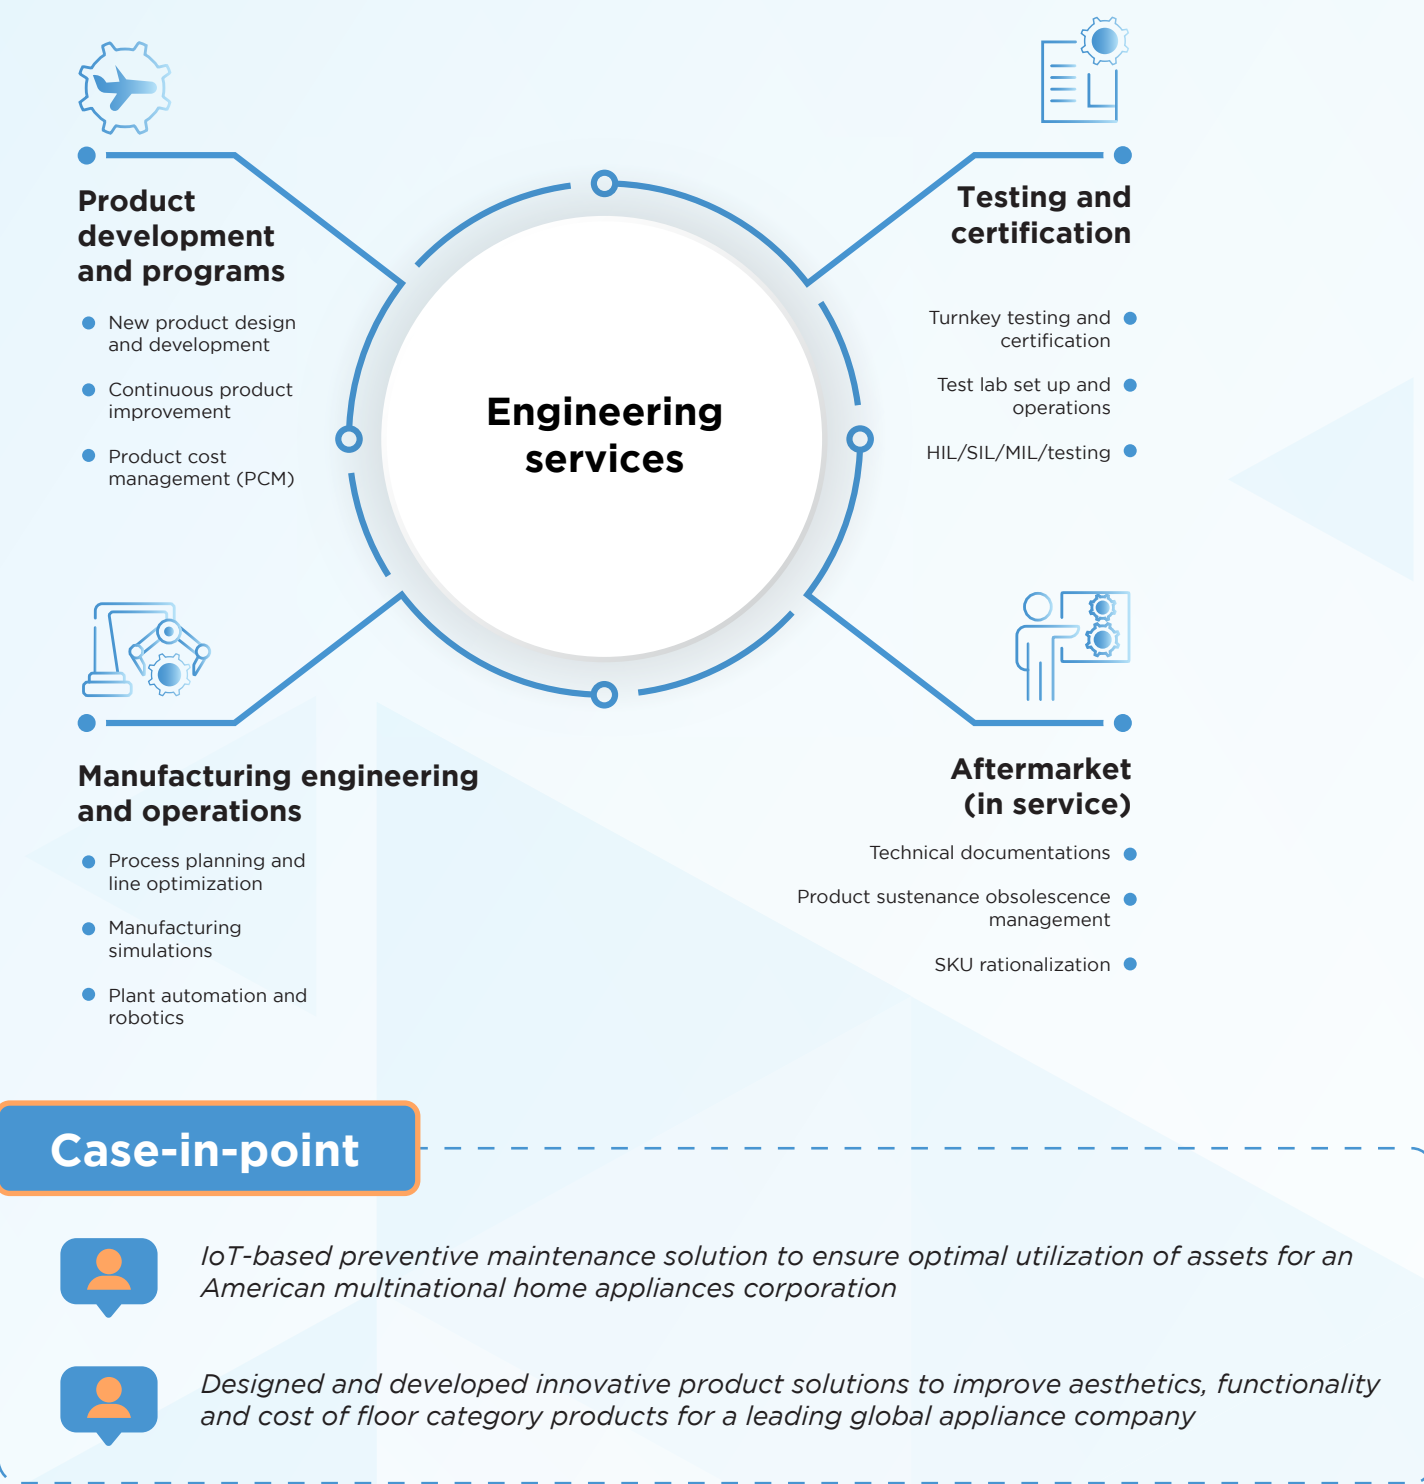 Product
development
and programs
New product design
and development
Continuous product
improvement
Product cost
management (PCM)
Engineering
services
Testing and
certification
Turnkey testing and
certification
Test lab set up and
operations
HIL/SIL/MIL/testing
Manufacturing engineering
and operations
Process planning and
line optimization
Manufacturing
simulations
Plant automation and
robotics
Aftermarket
(in service)
Technical documentations
Product sustenance obsolescence
management
SKU rationalization
Case-in-point
IoT-based preventive maintenance solution to ensure optimal utilization of assets for an
American multinational home appliances corporation
Designed and developed innovative product solutions to improve aesthetics, functionality
and cost of floor category products for a leading global appliance company